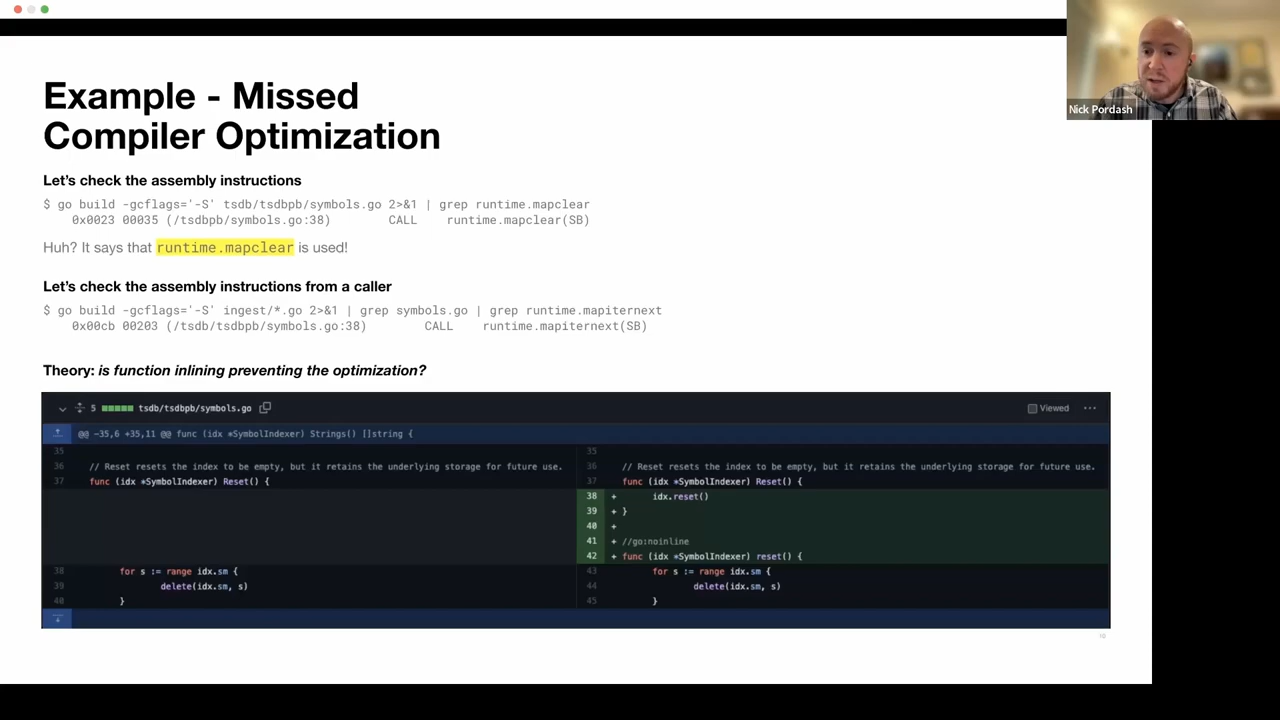 Nick Pordash
Example - Missed
Compiler Optimization
Let's check the assembly instructions
$ go build -gcflags='-S' tsdb/tsdbpb/symbols.go 2>&1 | grep runtime.mapclear
0x0023 00035 (/tsdbpb/symbols.go:38) CALL runtime.mapclear(SB)
Huh? It says that runtime.mapclear is used!
Let's check the assembly instructions from a caller
$ go build -gcflags='-S' ingest/*.go 2>&1 | grep symbols.go | grep runtime.mapiternext
0x00cb 00203 (/tsdb/tsdbpb/symbols.go:38) CALL runtime.mapiternext(SB)
Theory: is function inlining preventing the optimization?
5 tsdb/tsdbpb/symbols.go Viewed ...
@@ -35,6 +35,11 @@ func (idx *SymbolIndexer) Strings() []string {
35
36 // Reset resets the index to be empty, but it retains the underlying storage for future use.
37 func (idx *SymbolIndexer) Reset() {
38 for s := range idx.sm {
39 delete(idx.sm, s)
40 }
35
36 // Reset resets the index to be empty, but it retains the underlying storage for future use.
37 func (idx *SymbolIndexer) Reset() {
38 + idx.reset()
39 + }
40 +
41 + //go:noinline
42 + func (idx *SymbolIndexer) reset() {
43 for s := range idx.sm {
44 delete(idx.sm, s)
45 }